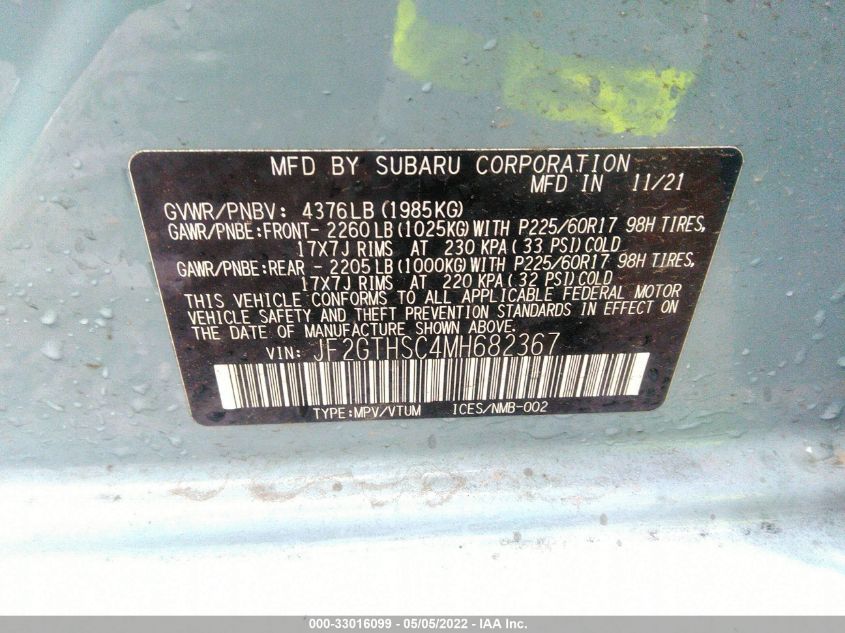 MFD BY SUBARU CORPORATION
MFD IN 11/21
GVWR/PNBV: 4376LB (1985KG)
GAWR/PNBE:FRONT- 2260 LB (1025KG) WITH P225/60R17 98H TIRES,
17X7J RIMS AT 230 KPA ( 33 PSI) COLD
GAWR/PNBE:REAR - 2205 LB (1000KG) WITH P225/60R17 98H TIRES,
17X7J RIMS AT 220 KPA ( 32 PSI) COLD
THIS VEHICLE CONFORMS TO ALL APPLICABLE FEDERAL MOTOR
VEHICLE SAFETY AND THEFT PREVENTION STANDARDS IN EFFECT ON
THE DATE OF MANUFACTURE SHOWN ABOVE.
VIN: JF2GTHSC4MH682367
TYPE:MPV/VTUM ICES/NMB-002
000-33016099 - 05/05/2022 - IAA Inc.